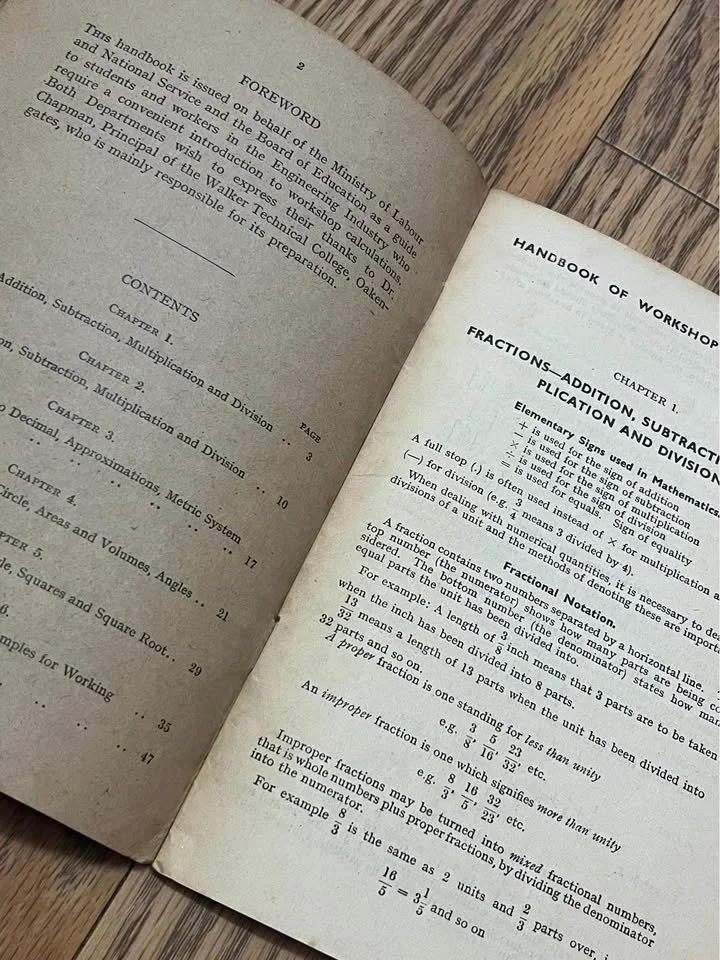 2
FOREWORD
THIS handbook is issued on behalf of the Ministry of Labour
and National Service and the Board of Education as a guide
to students and workers in the Engineering Industry who
require a convenient introduction to workshop calculations.
Both Departments wish to express their thanks to Dr.
Chapman, Principal of the Walker Technical College, Oaken-
gates, who is mainly responsible for its preparation.
CONTENTS
CHAPTER 1.
PAGE
Addition, Subtraction, Multiplication and Division .. 3
CHAPTER 2.
on, Subtraction, Multiplication and Division .. 10
CHAPTER 3.
o Decimal, Approximations, Metric System
.. .. .. .. .. .. 17
CHAPTER 4.
Circle, Areas and Volumes, Angles .. 21
PTER 5.
le, Squares and Square Root.. 29
6.
mples for Working .. 35
.. .. .. .. 47
HANDBOOK OF WORKSHOP
CHAPTER 1.
FRACTIONS—ADDITION, SUBTRACTI
PLICATION AND DIVISION
Elementary Signs used in Mathematics.
+ is used for the sign of addition
− is used for the sign of subtraction
× is used for the sign of multiplication
÷ is used for the sign of division
= is used for equals. Sign of equality
A full stop (.) is often used instead of × for multiplication a
(—) for division (e.g. 3/4 means 3 divided by 4).
When dealing with numerical quantities, it is necessary to de
divisions of a unit and the methods of denoting these are importa
Fractional Notation.
A fraction contains two numbers separated by a horizontal line.
top number (the numerator) shows how many parts are being co
sidered. The bottom number (the denominator) states how man
equal parts the unit has been divided into.
For example: A length of 3/8 inch means that 3 parts are to be taken
when the inch has been divided into 8 parts.
13/32 means a length of 13 parts when the unit has been divided into
32 parts and so on.
A proper fraction is one standing for less than unity
e.g. 3/8, 5/16, 23/32, etc.
An improper fraction is one which signifies more than unity
e.g. 8/3, 16/5, 32/23, etc.
Improper fractions may be turned into mixed fractional numbers,
that is whole numbers plus proper fractions, by dividing the denominator
into the numerator.
For example 8/3 is the same as 2 units and 2/3 parts over,
16/5 = 3 1/5 and so on